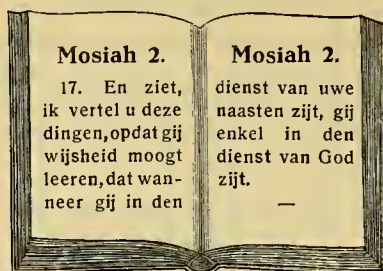 Mosiah 2.
17. En ziet,
ik vertel u deze
dingen,opdat gij
wijsheid moogt
leeren,dat wan-
neer gij in den
Mosiah 2.
dienst van uwe
naasten zijt, gij
enkel in den
dienst van God
zijt.
—